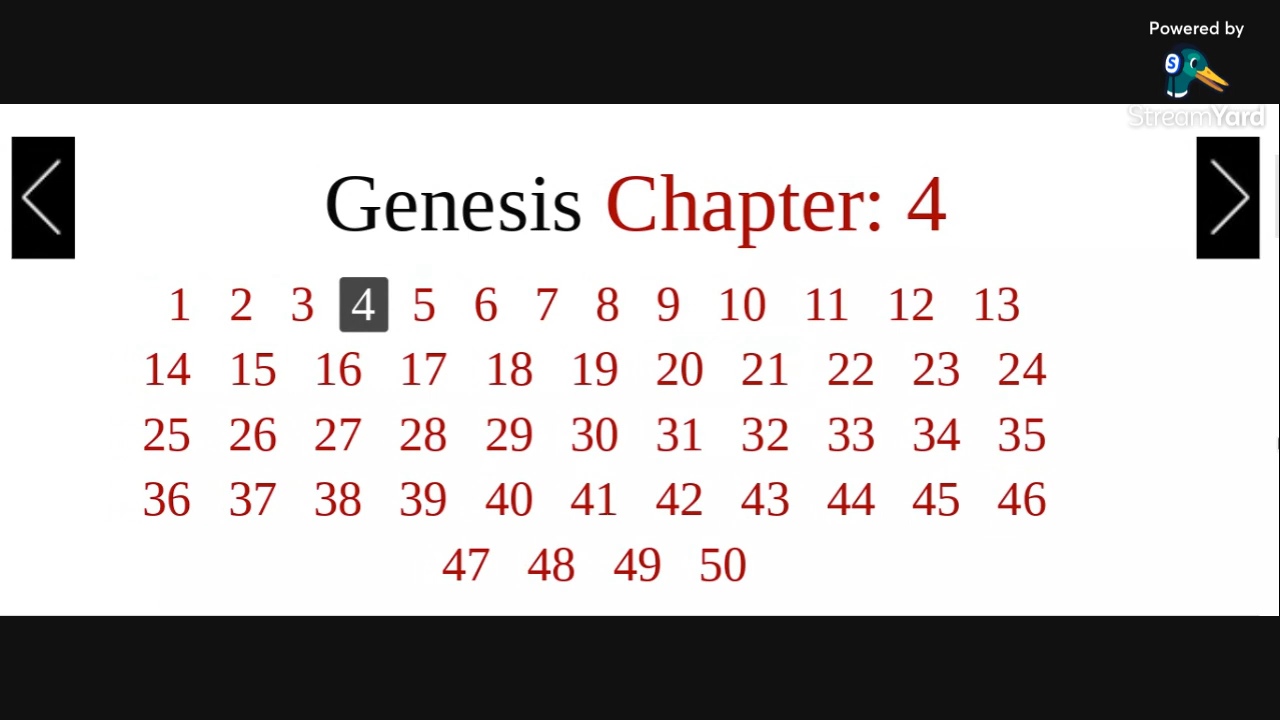 Powered by
S
StreamYard
Genesis Chapter: 4
1 2 3 4 5 6 7 8 9 10 11 12 13
14 15 16 17 18 19 20 21 22 23 24
25 26 27 28 29 30 31 32 33 34 35
36 37 38 39 40 41 42 43 44 45 46
47 48 49 50